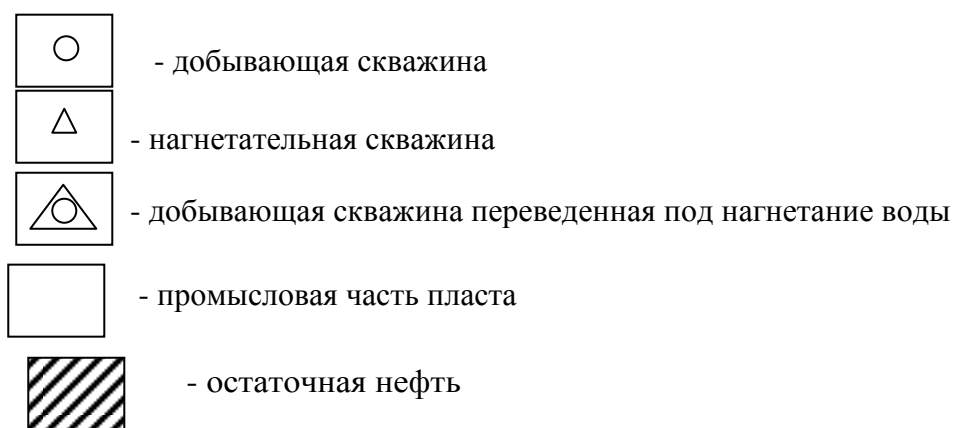 - добывающая скважина
- нагнетательная скважина
- добывающая скважина переведенная под нагнетание воды
- промысловая часть пласта
- остаточная нефть